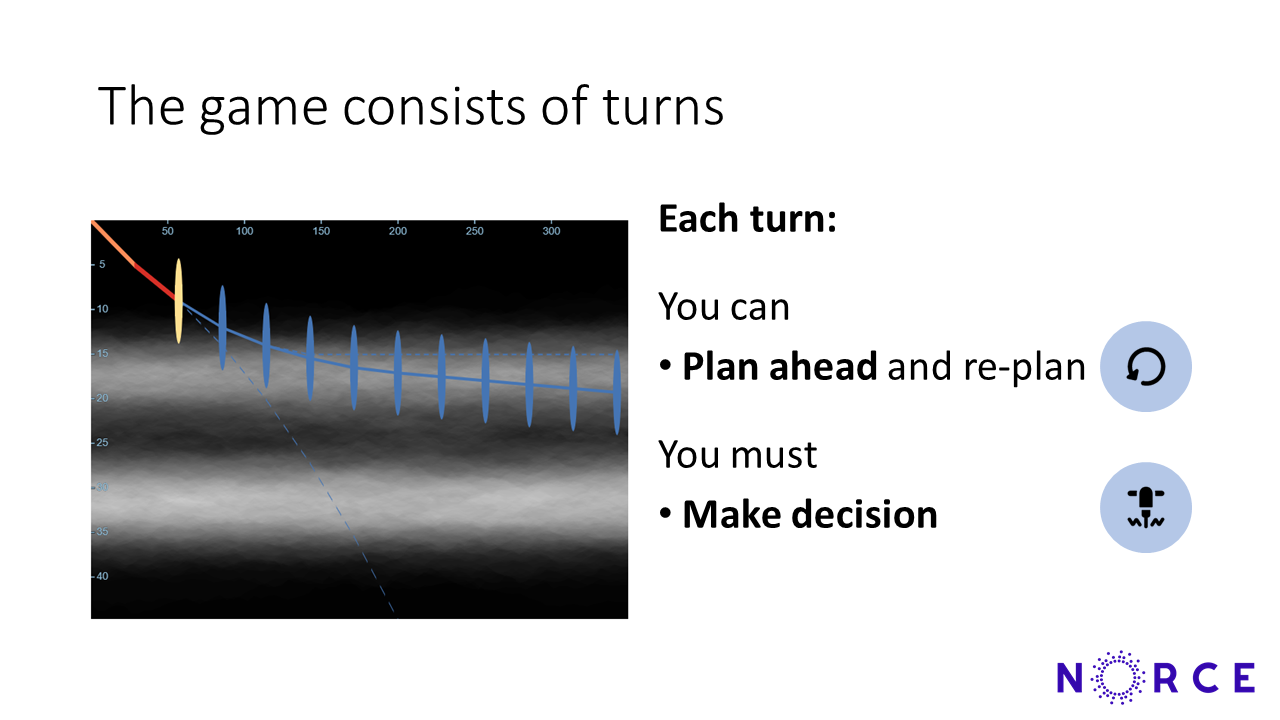 The game consists of turns
50 100 150 200 250 300
5
10
15
20
25
30
35
40
Each turn:
You can
• Plan ahead and re-plan
You must
• Make decision
NORCE